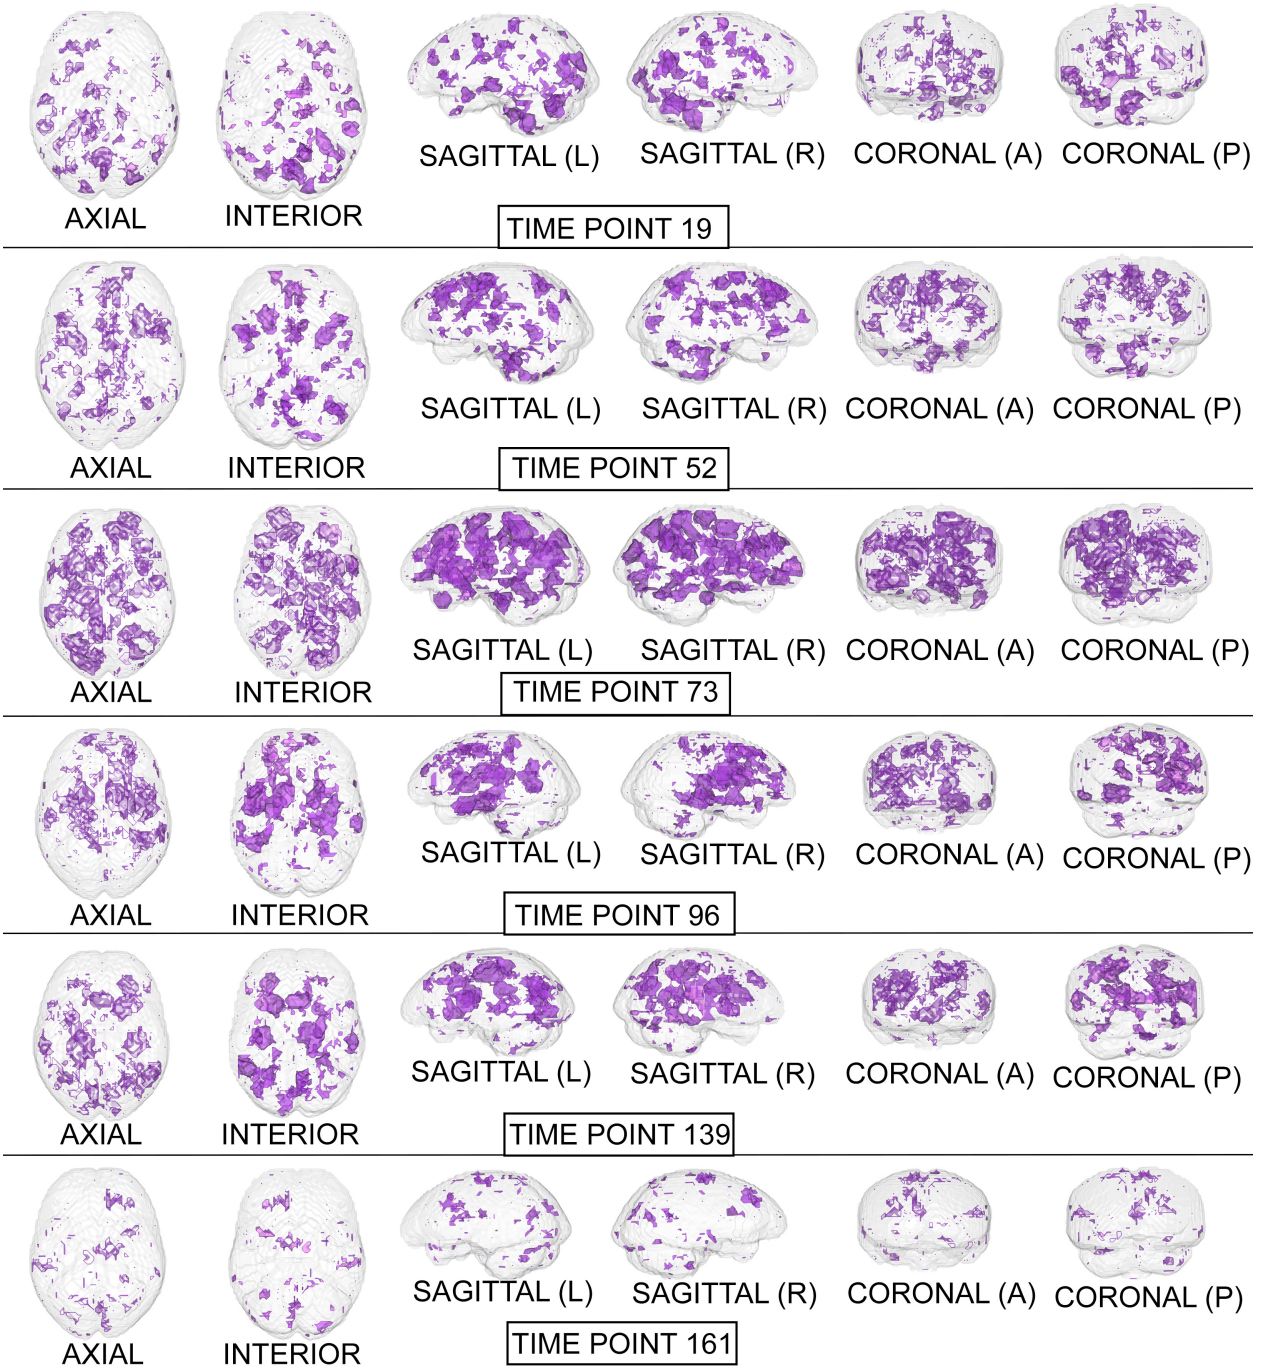 SAGITTAL (L) SAGITTAL (R) CORONAL (A) CORONAL (P)
AXIAL INTERIOR
TIME POINT 19
SAGITTAL (L) SAGITTAL (R) CORONAL (A) CORONAL (P)
AXIAL INTERIOR
TIME POINT 52
SAGITTAL (L) SAGITTAL (R) CORONAL (A) CORONAL (P)
AXIAL INTERIOR
TIME POINT 73
SAGITTAL (L) SAGITTAL (R) CORONAL (A) CORONAL (P)
AXIAL INTERIOR
TIME POINT 96
SAGITTAL (L) SAGITTAL (R) CORONAL (A) CORONAL (P)
AXIAL INTERIOR
TIME POINT 139
SAGITTAL (L) SAGITTAL (R) CORONAL (A) CORONAL (P)
AXIAL INTERIOR
TIME POINT 161